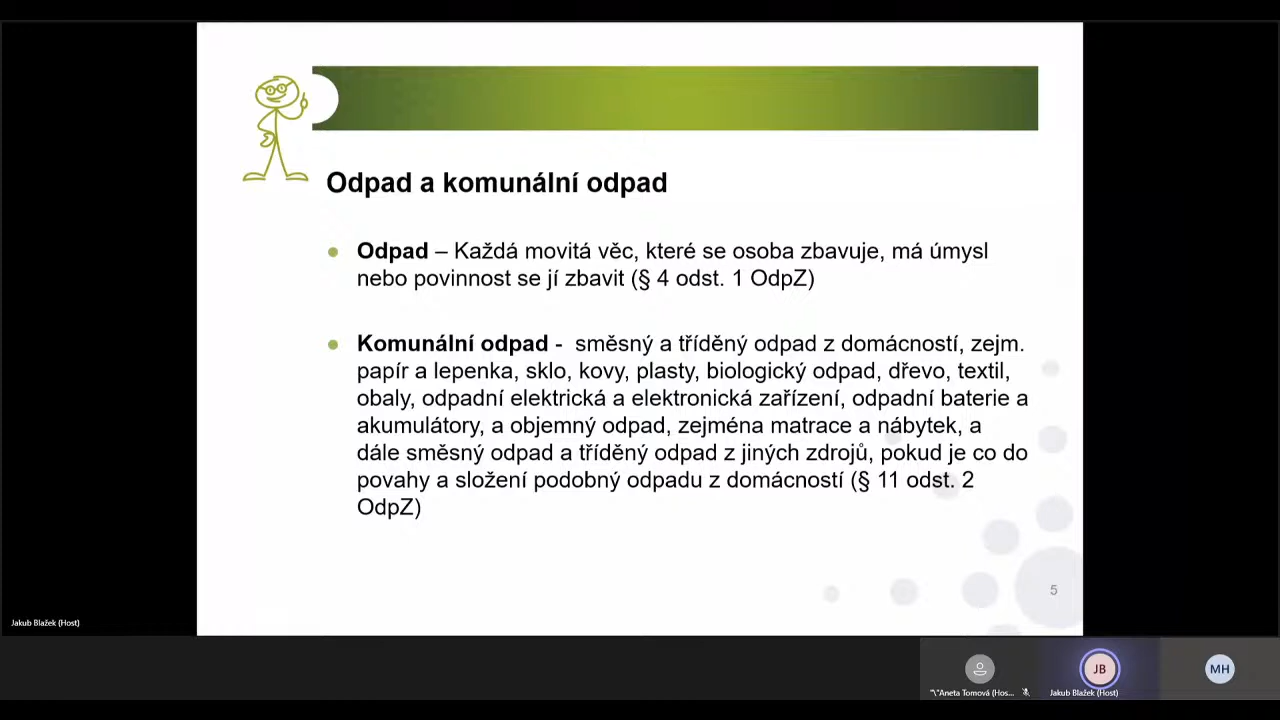 Odpad a komunální odpad
Odpad – Každá movitá věc, které se osoba zbavuje, má úmysl
nebo povinnost se jí zbavit (§ 4 odst. 1 OdpZ)
Komunální odpad -  směsný a tříděný odpad z domácností, zejm.
papír a lepenka, sklo, kovy, plasty, biologický odpad, dřevo, textil,
obaly, odpadní elektrická a elektronická zařízení, odpadní baterie a
akumulátory, a objemný odpad, zejména matrace a nábytek, a
dále směsný odpad a tříděný odpad z jiných zdrojů, pokud je co do
povahy a složení podobný odpadu z domácností (§ 11 odst. 2
OdpZ)
5
Jakub Blažek (Host)
JB
MH
"\"Aneta Tomová (Hos...
Jakub Blažek (Host)